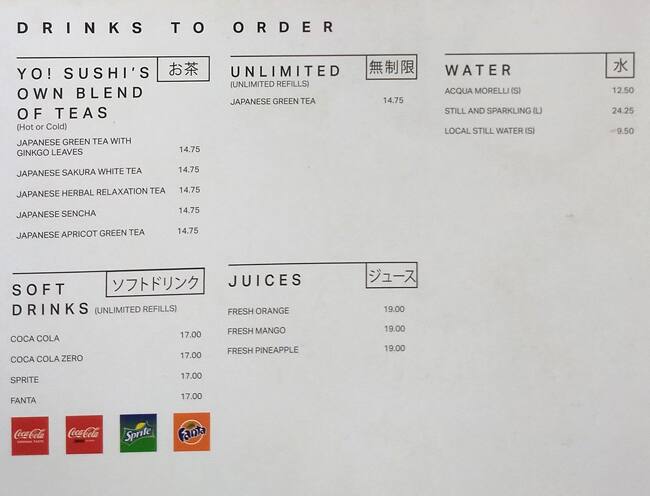 DRINKS TO ORDER
YO! SUSHI'S お茶
OWN BLEND
OF TEAS
(Hot or Cold)
JAPANESE GREEN TEA WITH
GINKGO LEAVES 14.75
JAPANESE SAKURA WHITE TEA 14.75
JAPANESE HERBAL RELAXATION TEA 14.75
JAPANESE SENCHA 14.75
JAPANESE APRICOT GREEN TEA 14.75
UNLIMITED 無制限
(UNLIMITED REFILLS)
JAPANESE GREEN TEA 14.75
WATER 水
ACQUA MORELLI (S) 12.50
STILL AND SPARKLING (L) 24.25
LOCAL STILL WATER (S) 9.50
SOFT ソフトドリンク
DRINKS (UNLIMITED REFILLS)
COCA COLA 17.00
COCA COLA ZERO 17.00
SPRITE 17.00
FANTA 17.00
Coca-Cola Coca-Cola Sprite Fanta
JUICES ジュース
FRESH ORANGE 19.00
FRESH MANGO 19.00
FRESH PINEAPPLE 19.00